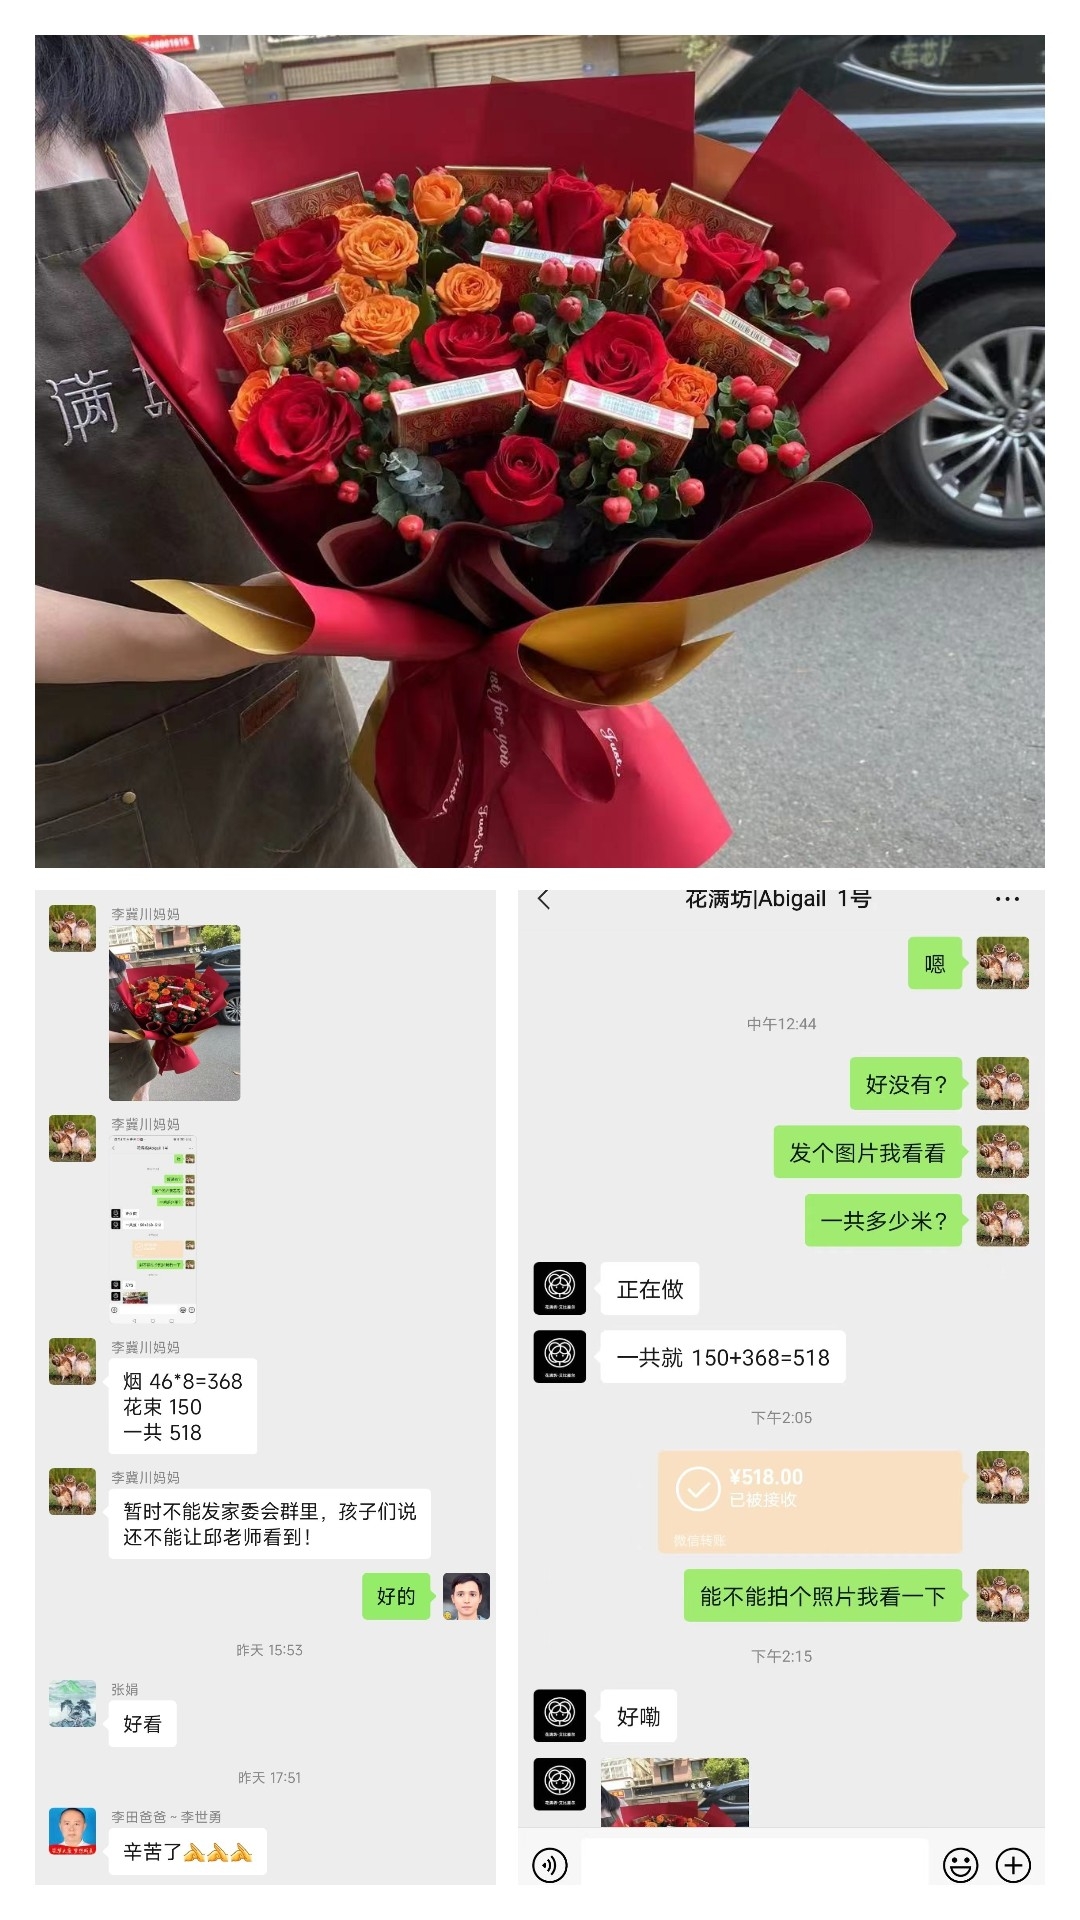 满
Just for you
Just
Just
Just for
李冀川妈妈
李冀川妈妈
李冀川妈妈
烟 46*8=368
花束 150
一共 518
李冀川妈妈
暂时不能发家委会群里，孩子们说
还不能让邱老师看到！
好的
昨天 15:53
张娟
好看
昨天 17:51
李田爸爸~李世勇
辛苦了
花满坊|Abigail 1号
嗯
中午12:44
好没有？
发个图片我看看
一共多少米？
正在做
一共就 150+368=518
下午2:05
¥518.00
已被接收
微信转账
能不能拍个照片我看一下
下午2:15
好嘞